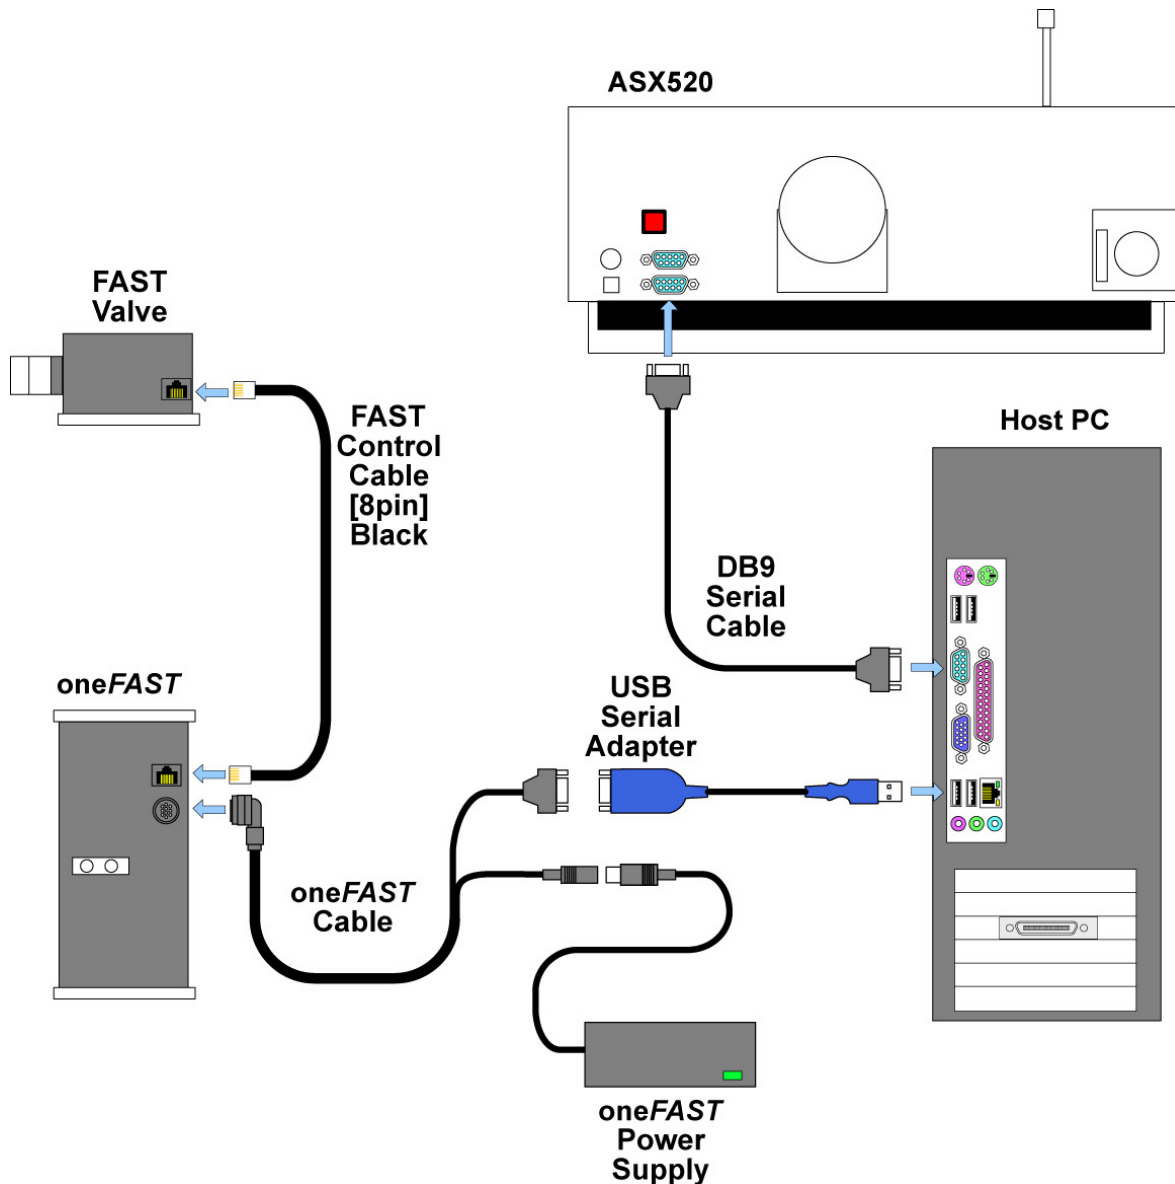 ASX520
FAST
Valve
FAST
Control
Cable
[8pin]
Black
Host PC
DB9
Serial
Cable
oneFAST
USB
Serial
Adapter
oneFAST
Cable
oneFAST
Power
Supply